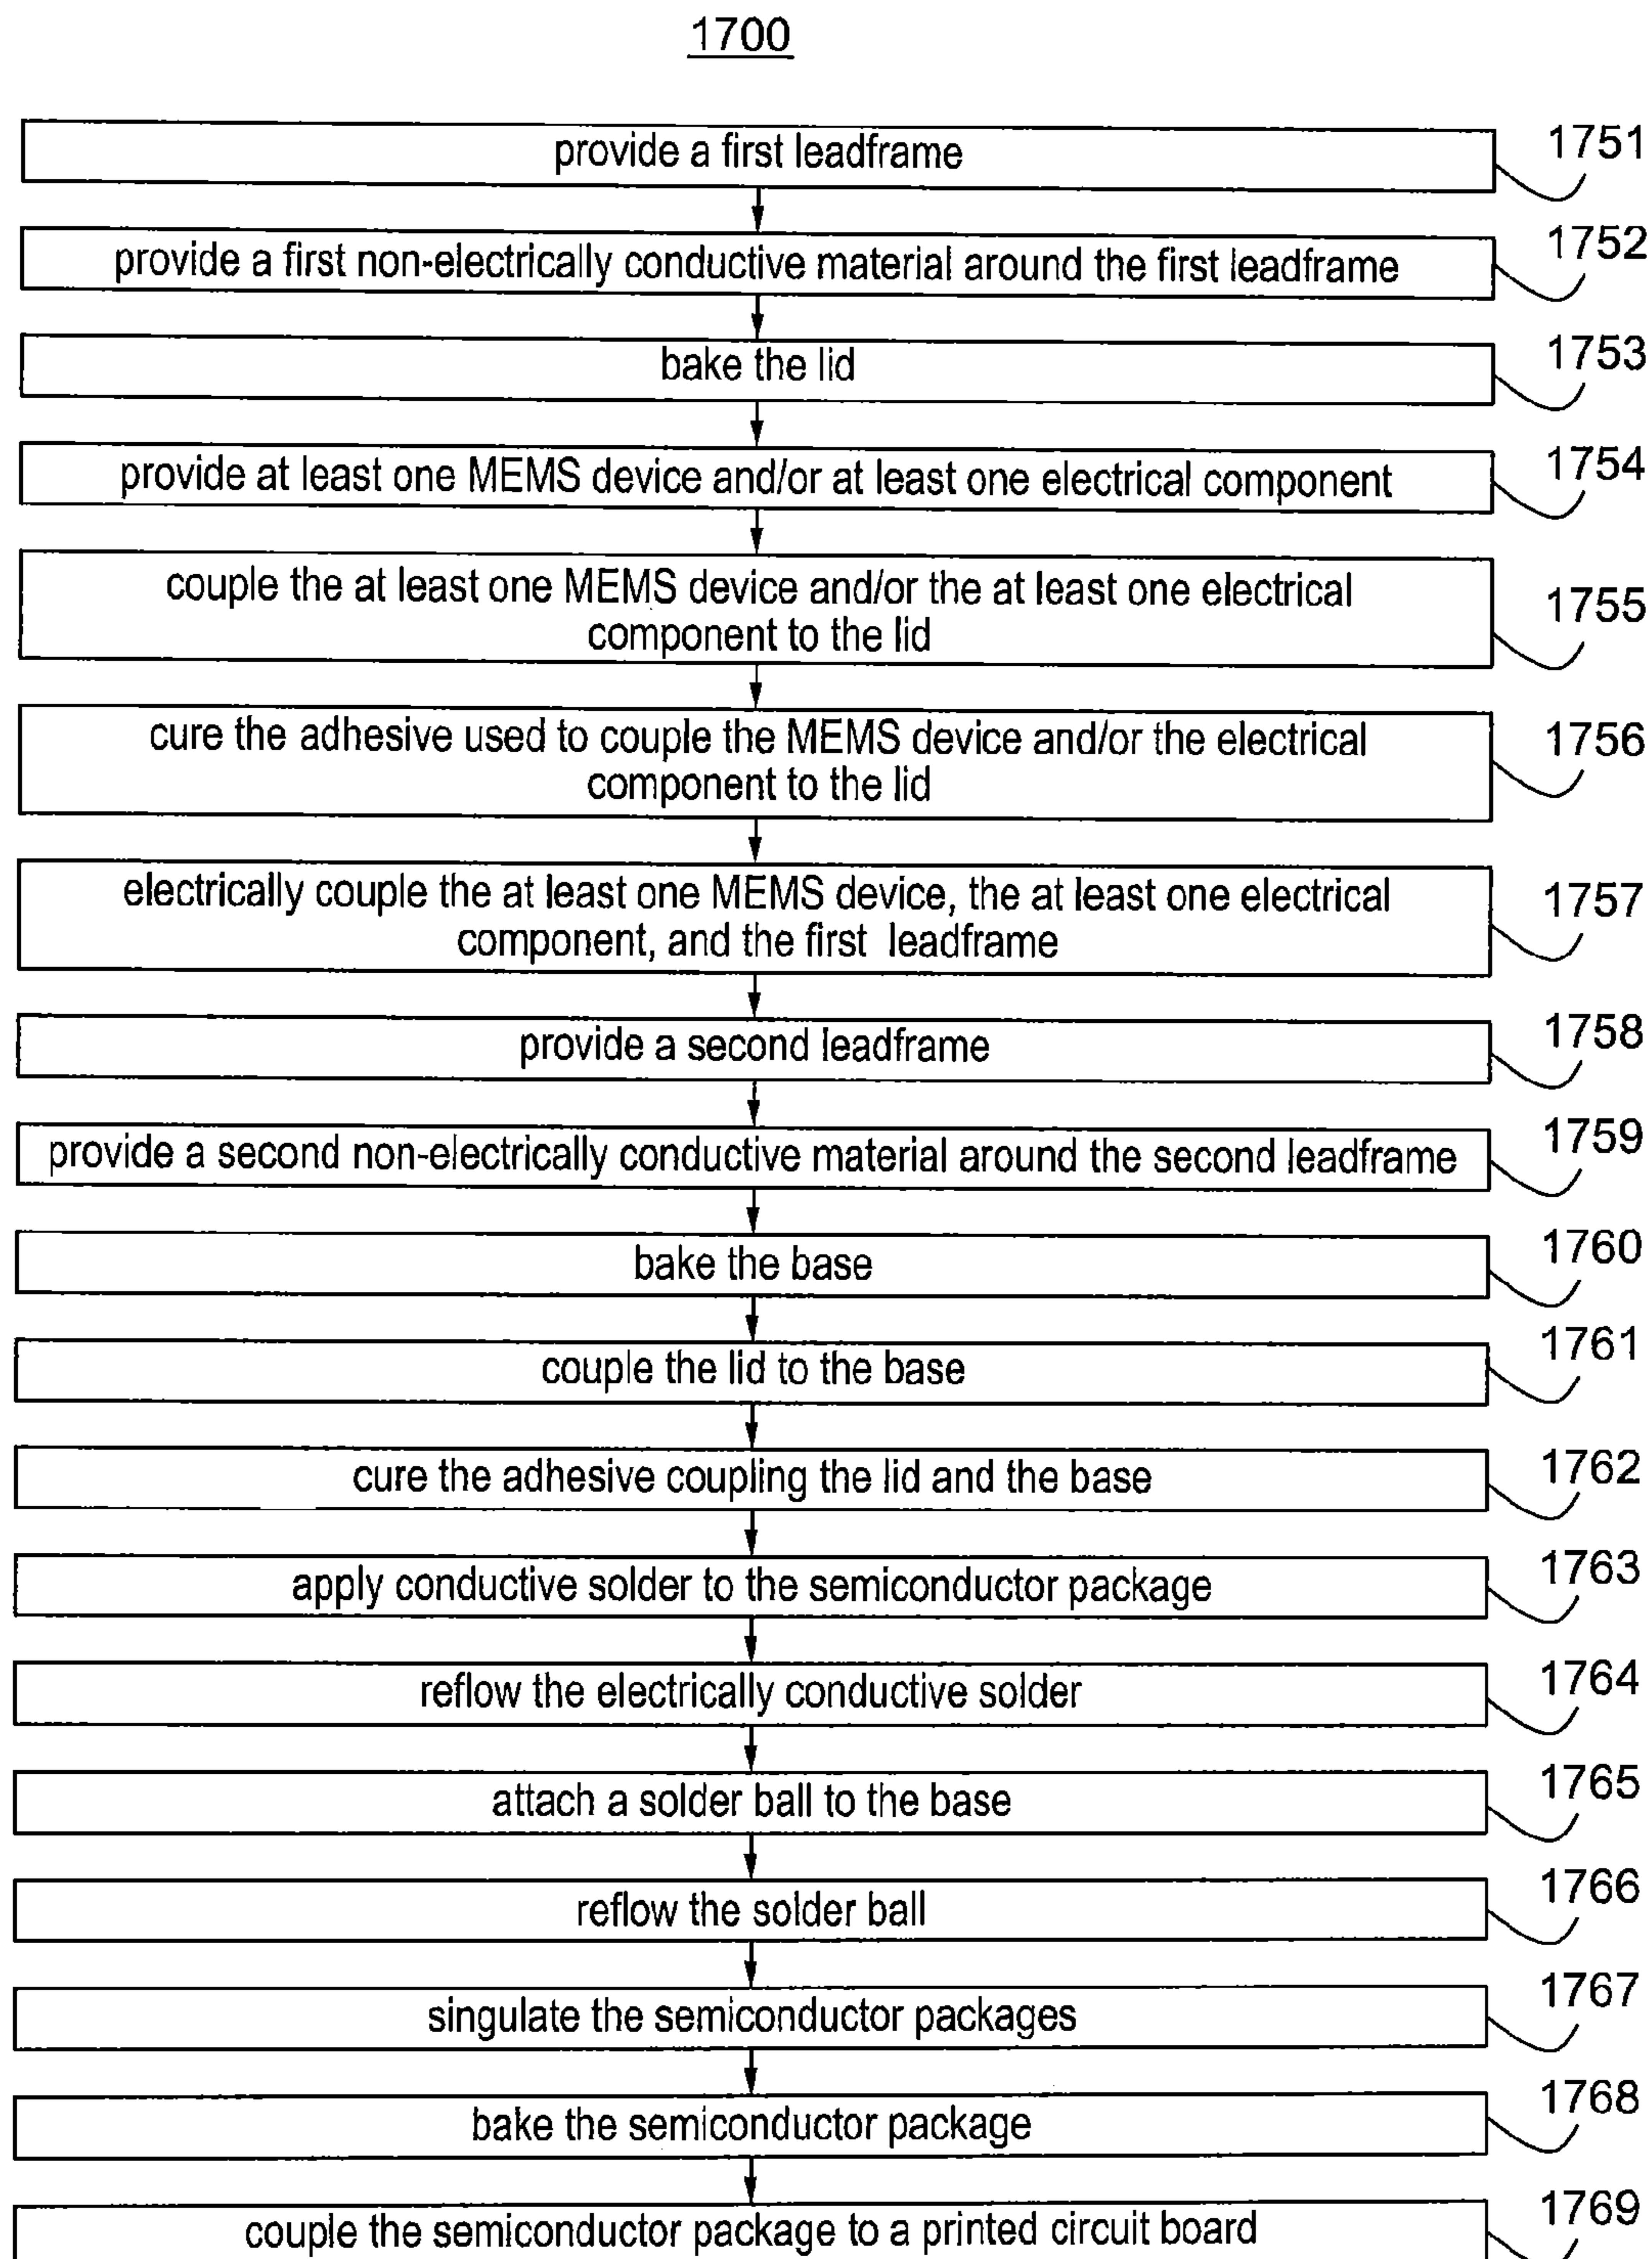 1700
provide a first leadframe
1751
provide a first non-electrically conductive material around the first leadframe
1752
bake the lid
1753
provide at least one MEMS device and/or at least one electrical component
1754
couple the at least one MEMS device and/or the at least one electrical
component to the lid
1755
cure the adhesive used to couple the MEMS device and/or the electrical
component to the lid
1756
electrically couple the at least one MEMS device, the at least one electrical
component, and the first leadframe
1757
provide a second leadframe
1758
provide a second non-electrically conductive material around the second leadframe
1759
bake the base
1760
couple the lid to the base
1761
cure the adhesive coupling the lid and the base
1762
apply conductive solder to the semiconductor package
1763
reflow the electrically conductive solder
1764
attach a solder ball to the base
1765
reflow the solder ball
1766
singulate the semiconductor packages
1767
bake the semiconductor package
1768
couple the semiconductor package to a printed circuit board
1769